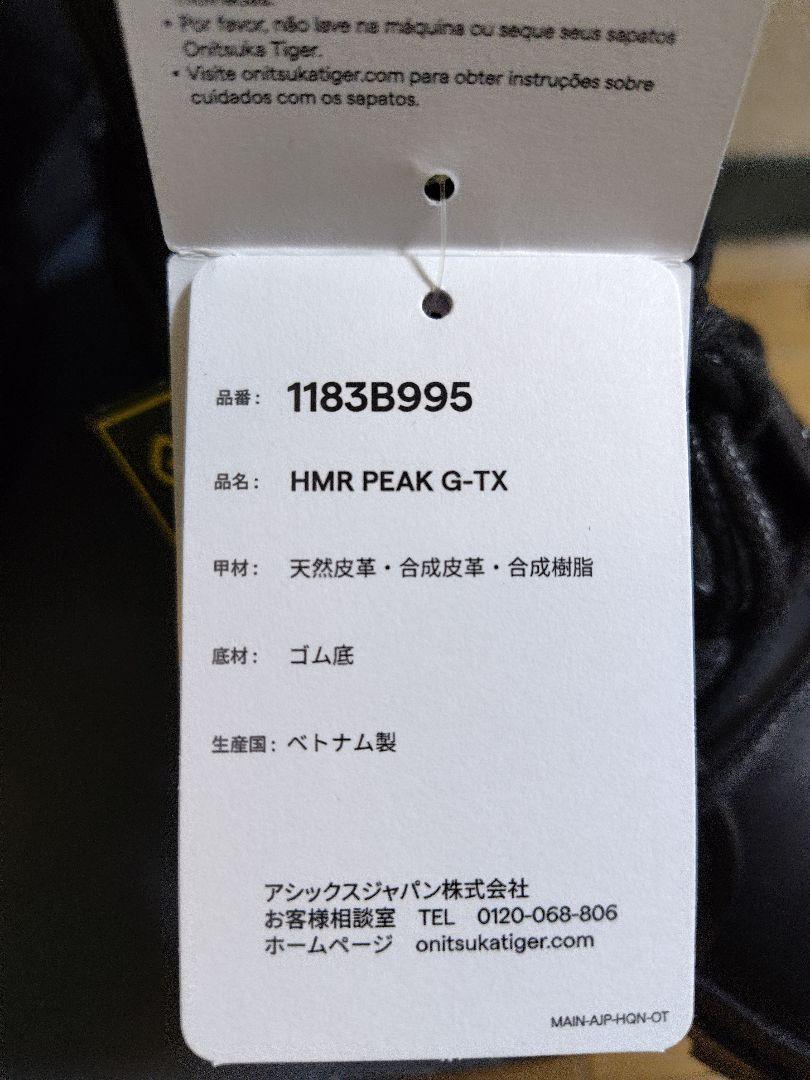 • Por favor, não lave na máquina ou seque seus sapatos
Onitsuka Tiger.
• Visite onitsukatiger.com para obter instruções sobre
cuidados com os sapatos.
品番： 1183B995
品名： HMR PEAK G-TX
甲材： 天然皮革・合成皮革・合成樹脂
底材： ゴム底
生産国： ベトナム製
アシックスジャパン株式会社
お客様相談室 TEL 0120-068-806
ホームページ onitsukatiger.com
MAIN-AJP-HQN-OT